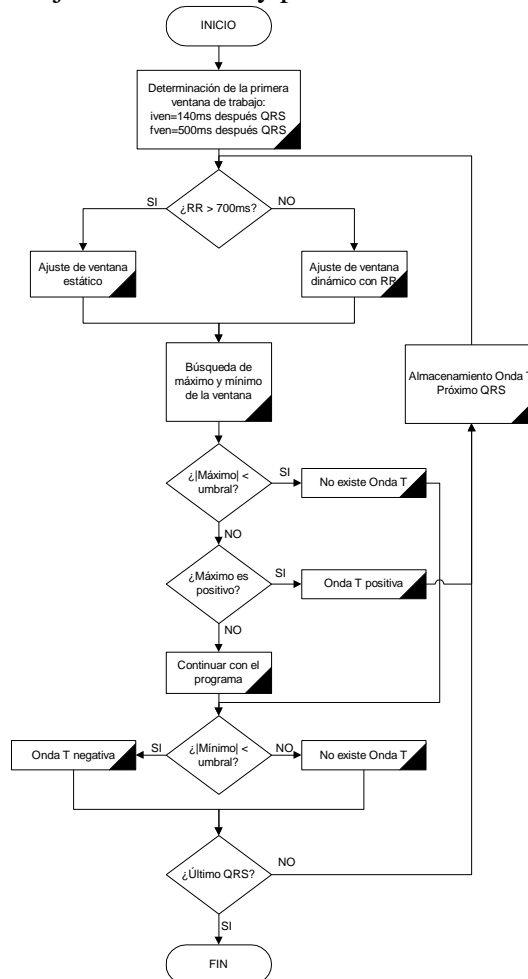 INICIO
Determinación de la primera
ventana de trabajo:
iven=140ms después QRS
fven=500ms después QRS
¿RR > 700ms?
SI
NO
Ajuste de ventana
estático
Ajuste de ventana
dinámico con RR
Búsqueda de
máximo y mínimo
de la ventana
Almacenamiento Onda T
Próximo QRS
¿|Máximo| <
umbral?
SI
No existe Onda T
NO
¿Máximo es
positivo?
SI
Onda T positiva
NO
Continuar con el
programa
¿|Mínimo| <
umbral?
SI
Onda T negativa
NO
No existe Onda T
¿Último QRS?
NO
SI
FIN